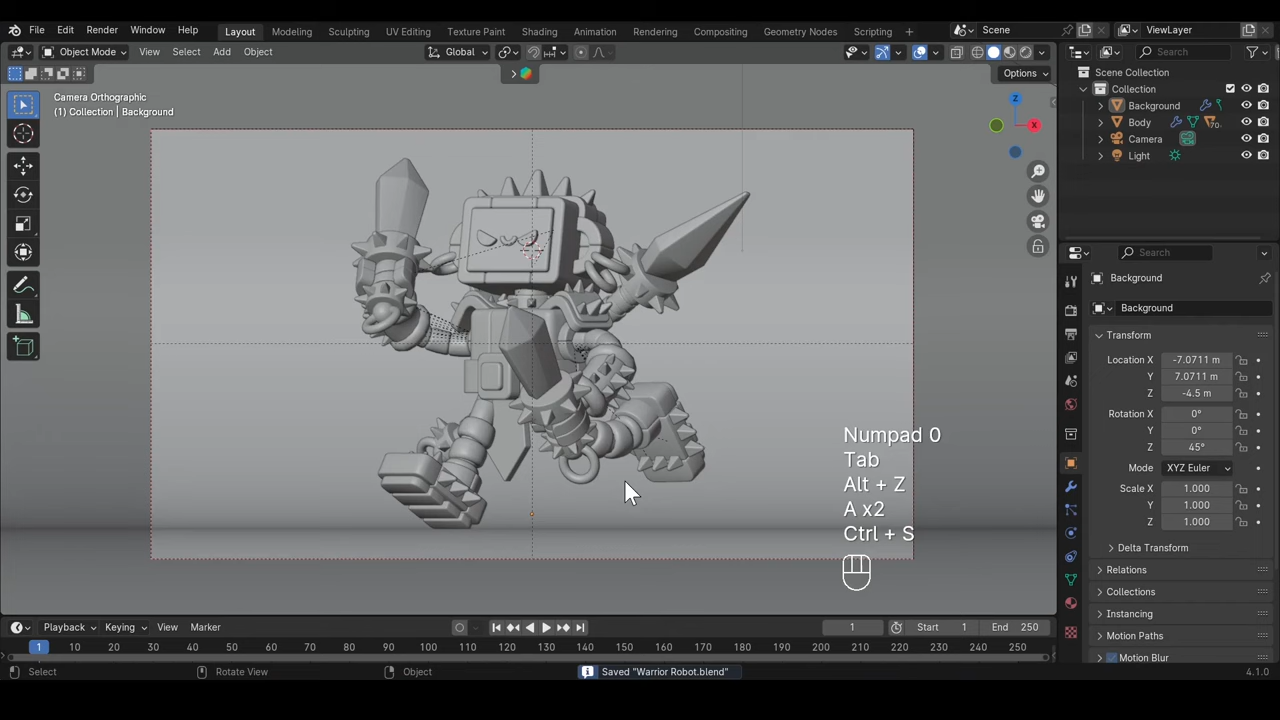 File Edit Render Window Help Layout Modeling Sculpting UV Editing Texture Paint Shading Animation Rendering Compositing Geometry Nodes Scripting + Scene ViewLayer
Object Mode View Select Add Object Global Search
Options
Camera Orthographic
(1) Collection | Background
Z
X
Scene Collection
Collection
Background
Body 70
Camera
Light
Search
Background
Background
Transform
Location X -7.0711 m
Y 7.0711 m
Z -4.5 m
Rotation X 0°
Y 0°
Z 45°
Mode XYZ Euler
Scale X 1.000
Y 1.000
Z 1.000
Delta Transform
Relations
Collections
Instancing
Motion Paths
Motion Blur
Numpad 0
Tab
Alt + Z
A x2
Ctrl + S
Playback Keying View Marker 1 Start 1 End 250
1 10 20 30 40 50 60 70 80 90 100 110 120 130 140 150 160 170 180 190 200 210 220 230 240 250
Select Rotate View Object Saved "Warrior Robot.blend" 4.1.0